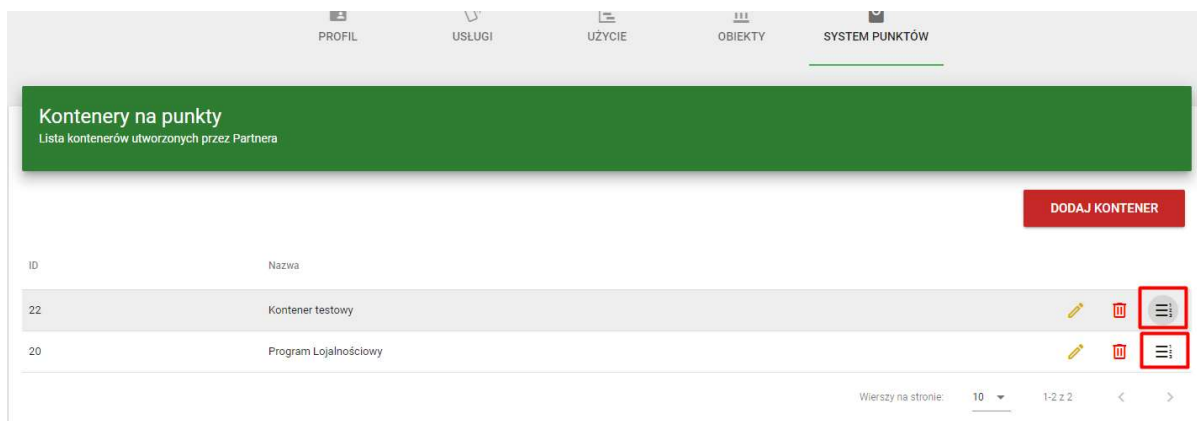 PROFIL USŁUGI UŻYCIE OBIEKTY SYSTEM PUNKTÓW
Kontenery na punkty
Lista kontenerów utworzonych przez Partnera
DODAJ KONTENER
ID Nazwa
22 Kontener testowy
20 Program Lojalnościowy
Wierszy na stronie: 10 1-2 z 2